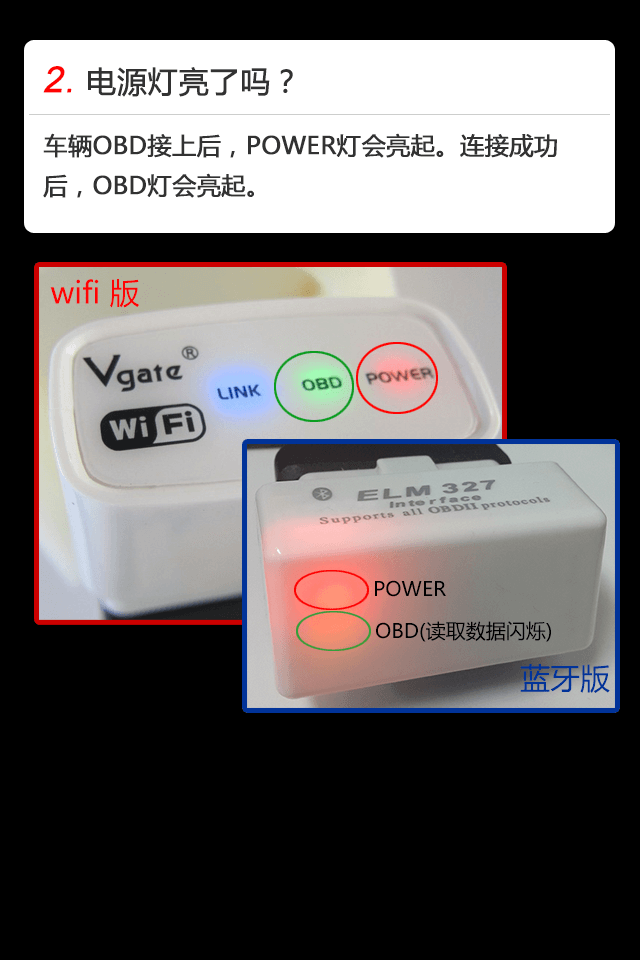 2. 电源灯亮了吗？
车辆OBD接上后，POWER灯会亮起。连接成功
后，OBD灯会亮起。
wifi 版
Vgate®
LINK OBD POWER
WiFi
ELM 327
Interface
Supports all OBDII protocols
POWER
OBD(读取数据闪烁)
蓝牙版